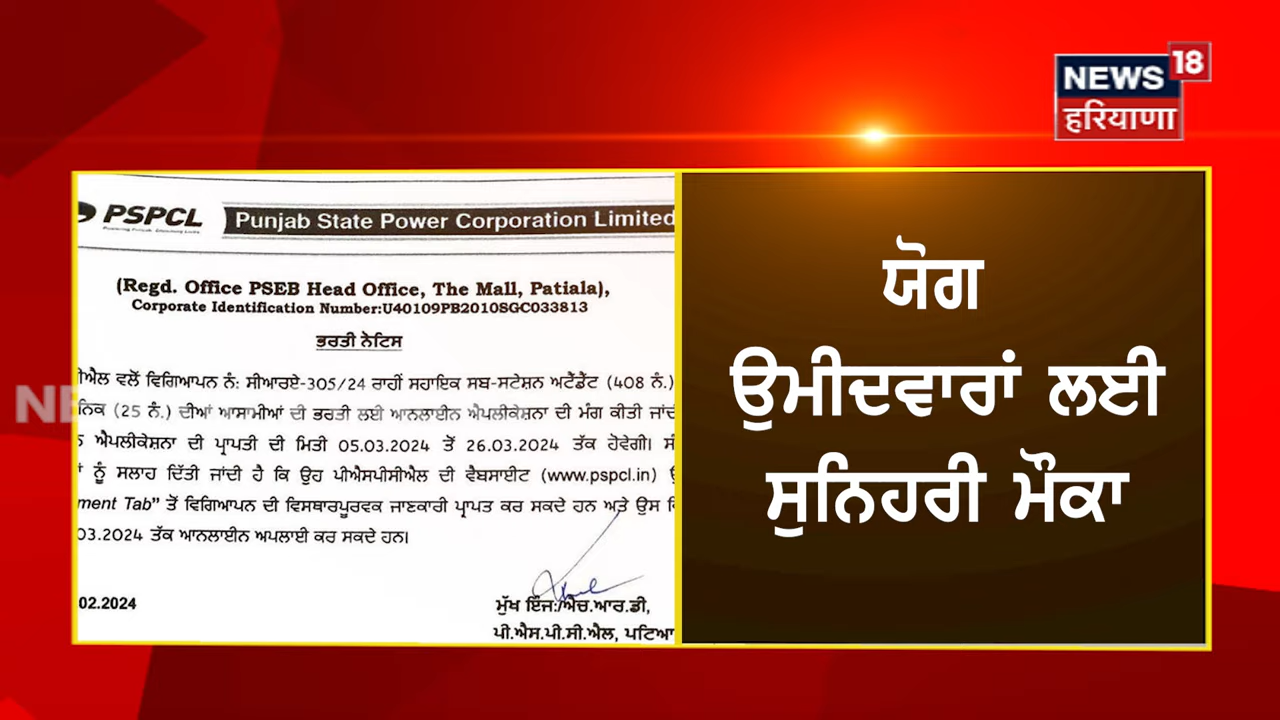 NEWS 18
हरियाणा
PSPCL
Punjab State Power Corporation Limited
(Regd. Office PSEB Head Office, The Mall, Patiala),
Corporate Identification Number:U40109PB2010SGC033813
ਭਰਤੀ ਨੋਟਿਸ
ਵਲੋਂ ਵਿਗਿਆਪਨ ਨੰ: ਸੀਆਰਏ-305/24 ਰਾਹੀਂ ਸਹਾਇਕ ਸਬ-ਸਟੇਸ਼ਨ ਅਟੈਂਡੈਂਟ (408 ਨੰ.)
(25 ਨੰ.) ਦੀਆਂ ਆਸਾਮੀਆਂ ਦੀ ਭਰਤੀ ਲਈ ਆਨਲਾਈਨ ਐਪਲੀਕੇਸ਼ਨਾ ਦੀ ਮੰਗ ਕੀਤੀ ਜਾਂਦੀ
ਐਪਲੀਕੇਸ਼ਨਾ ਦੀ ਪ੍ਰਾਪਤੀ ਦੀ ਮਿਤੀ 05.03.2024 ਤੋਂ 26.03.2024 ਤੱਕ ਹੋਵੇਗੀ।
ਨੂੰ ਸਲਾਹ ਦਿੱਤੀ ਜਾਂਦੀ ਹੈ ਕਿ ਉਹ ਪੀਐਸਪੀਸੀਐਲ ਦੀ ਵੈਬਸਾਈਟ (www.pspcl.in)
ment Tab” ਤੋਂ ਵਿਗਿਆਪਨ ਦੀ ਵਿਸਥਾਰਪੂਰਵਕ ਜਾਣਕਾਰੀ ਪ੍ਰਾਪਤ ਕਰ ਸਕਦੇ ਹਨ ਅਤੇ ਉਸ
03.2024 ਤੱਕ ਆਨਲਾਈਨ ਅਪਲਾਈ ਕਰ ਸਕਦੇ ਹਨ।
02.2024
ਮੁੱਖ ਇੰਜ:/ਐਚ.ਆਰ.ਡੀ,
ਪੀ.ਐਸ.ਪੀ.ਸੀ.ਐਲ, ਪਟਿਆ
ਯੋਗ
ਉਮੀਦਵਾਰਾਂ ਲਈ
ਸੁਨਿਹਰੀ ਮੌਕਾ